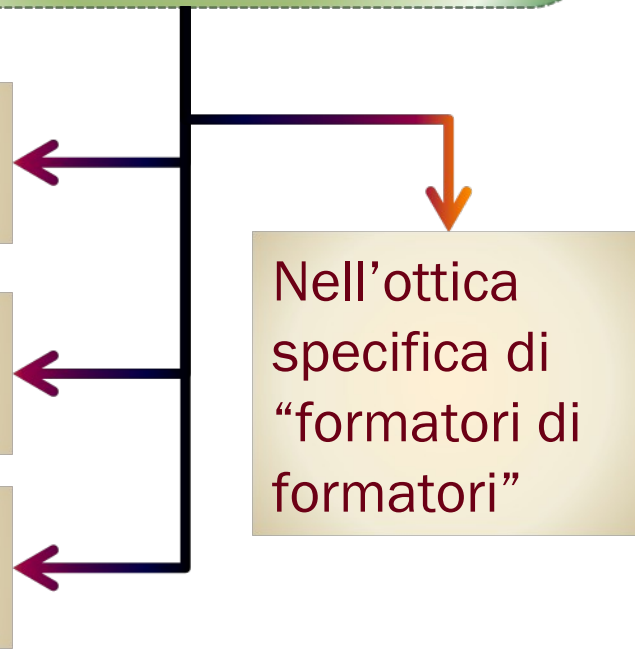 Nell’ottica
specifica di
“formatori di
formatori”